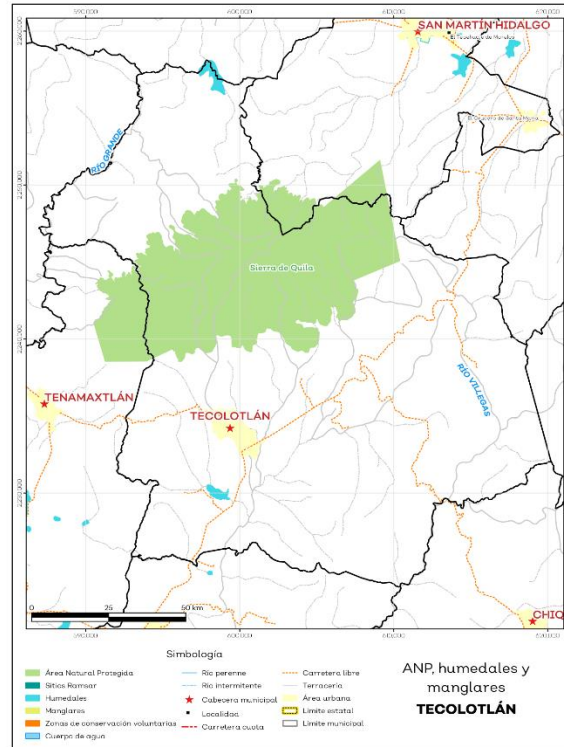 SAN MARTÍN HIDALGO
RÍO GRANDE
Sierra de Quila
RÍO VILLEGAS
TENAMAXTLÁN
TECOLOTLÁN
CHIQ
0 25 50 km
Simbología
Área Natural Protegida
Sitios Ramsar
Humedales
Manglares
Zonas de conservación voluntarias
Cuerpo de agua
Río perenne
Río intermitente
Cabecera municipal
Localidad
Carretera cuota
Carretera libre
Terracería
Área urbana
Límite estatal
Límite municipal
ANP, humedales y
manglares
TECOLOTLÁN